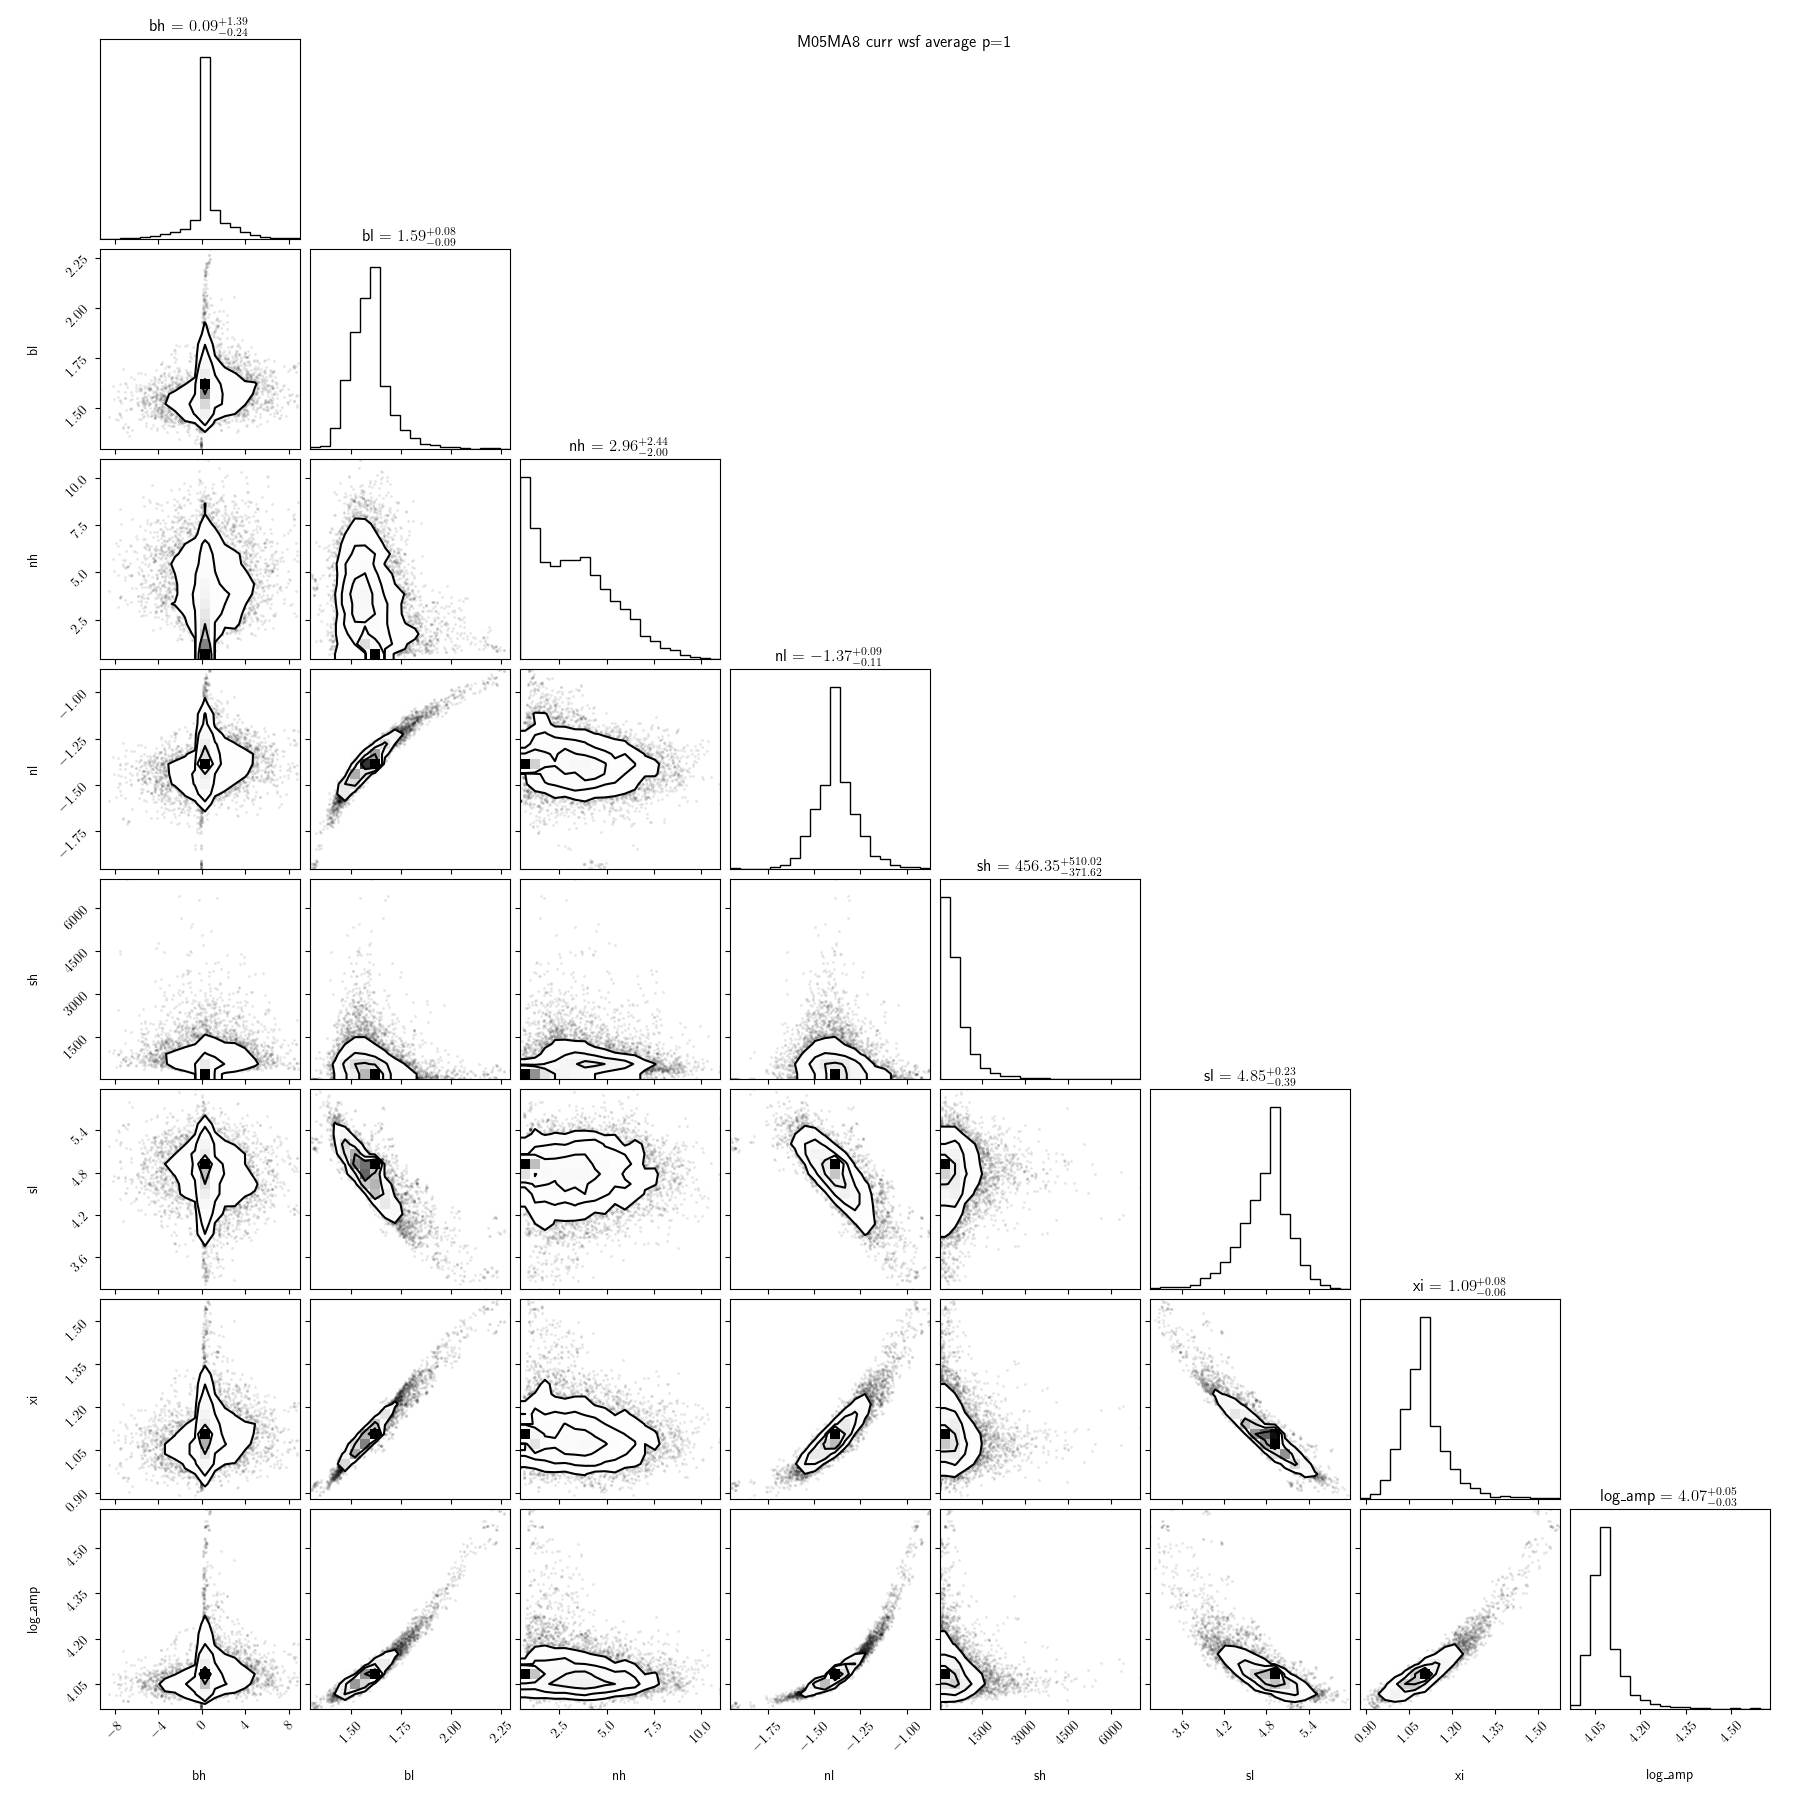 bh = 0.09+1.39 −0.24
M05MA8 curr wsf average p=1
bl = 1.59+0.08 −0.09
2.25
2.00
1.75
1.50
bl
nh = 2.96+2.44 −2.00
10.0
7.5
5.0
2.5
nh
nl = −1.37+0.09 −0.11
−1.00
−1.25
−1.50
−1.75
nl
sh = 456.35+510.02 −371.62
6000
4500
3000
1500
sh
sl = 4.85+0.23 −0.39
5.4
4.8
4.2
3.6
sl
xi = 1.09+0.08 −0.06
1.50
1.35
1.20
1.05
0.90
xi
log_amp = 4.07+0.05 −0.03
4.50
4.35
4.20
4.05
log_amp
−8 −4 0 4 8 1.50 1.75 2.00 2.25 2.5 5.0 7.5 10.0 −1.75 −1.50 −1.25 −1.00 1500 3000 4500 6000 3.6 4.2 4.8 5.4 0.90 1.05 1.20 1.35 1.50 4.05 4.20 4.35 4.50
bh bl nh nl sh sl xi log_amp